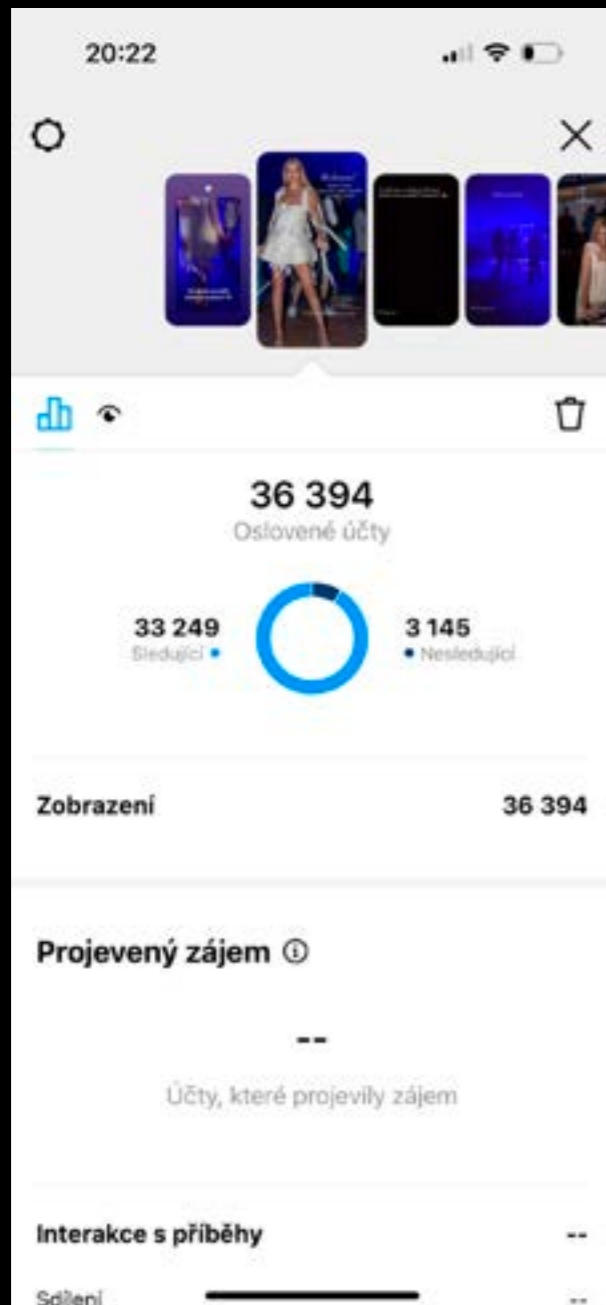 20:22
36 394
Oslovené účty
33 249
Sledující
3 145
Nesledující
Zobrazení
36 394
Projevený zájem
--
Účty, které projevily zájem
Interakce s příběhy
--
Sdílení
--